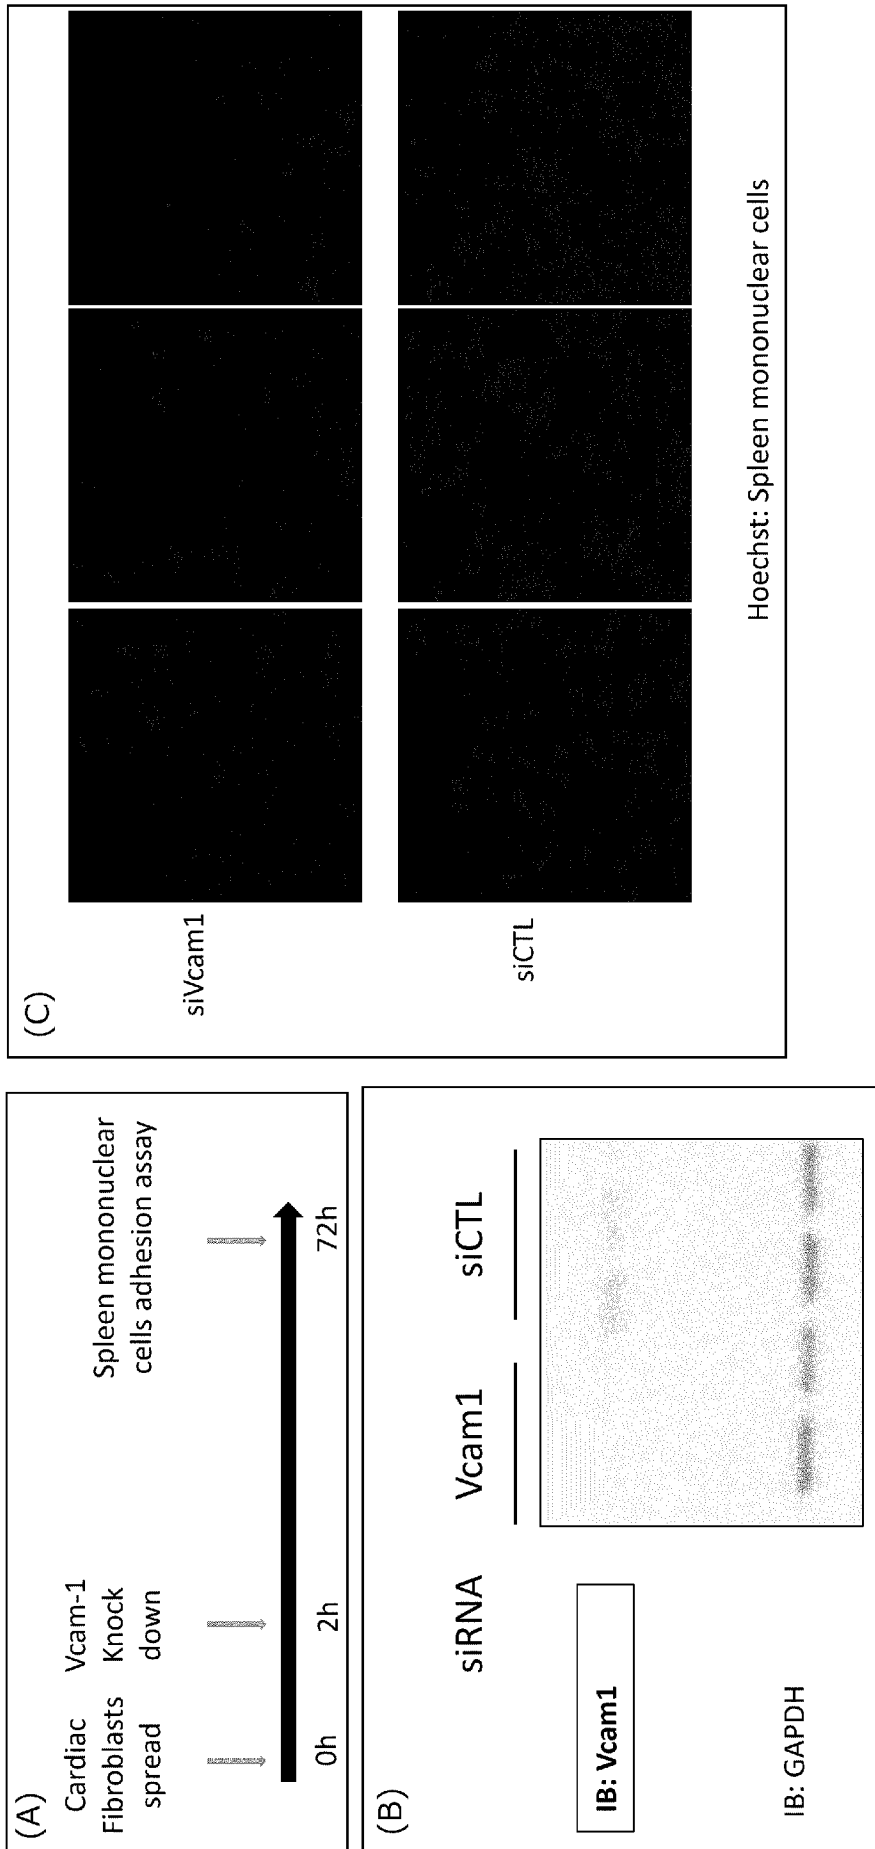 (A)
Cardiac
Fibroblasts
spread
Vcam-1
Knock
down
Spleen mononuclear
cells adhesion assay
0h
2h
72h
(B)
siRNA
Vcam1
siCTL
IB: Vcam1
IB: GAPDH
(C)
siVcam1
siCTL
Hoechst: Spleen mononuclear cells